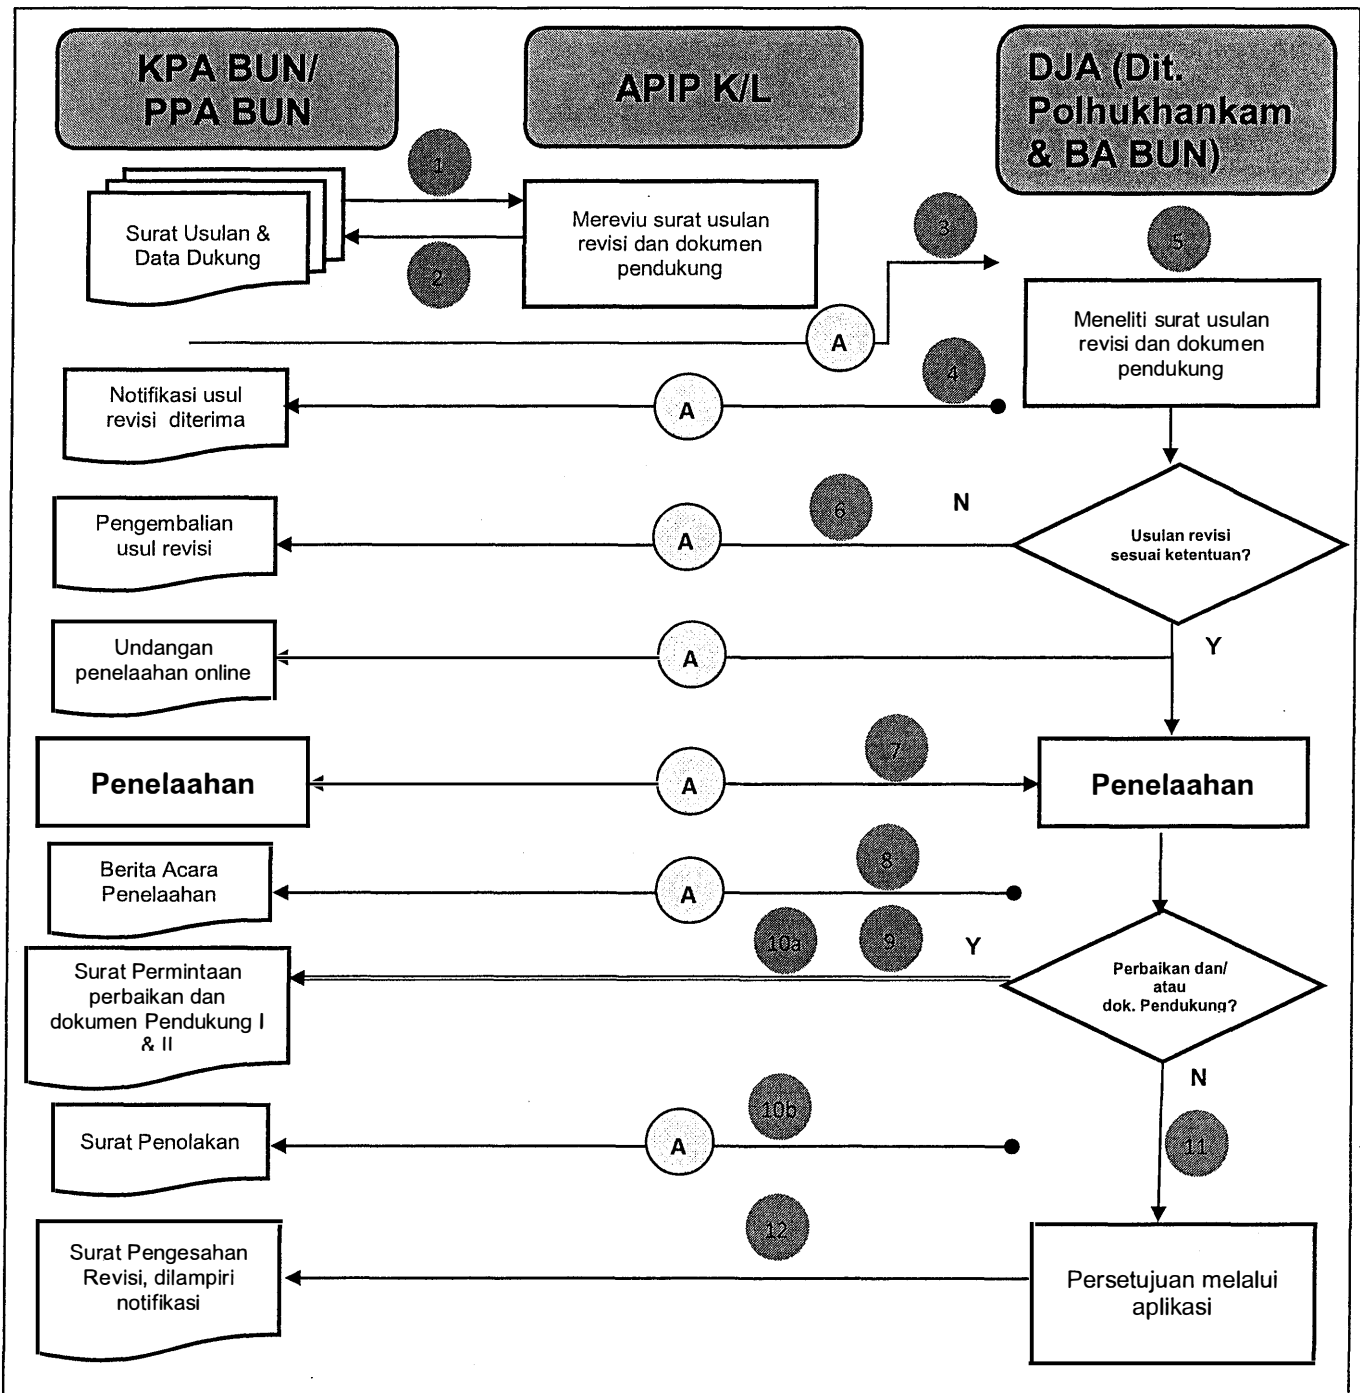 KPA BUN/
PPA BUN
APIP K/L
DJA (Dit.
Polhukhankam
& BA BUN)
1
Surat Usulan &
Data Dukung
2
Mereviu surat usulan
revisi dan dokumen
pendukung
3
5
A
Meneliti surat usulan
revisi dan dokumen
pendukung
4
Notifikasi usul
revisi diterima
A
6
N
Pengembalian
usul revisi
A
Usulan revisi
sesuai ketentuan?
Undangan
penelaahan online
A
Y
7
Penelaahan
A
Penelaahan
8
Berita Acara
Penelaahan
A
10a
9
Y
Surat Permintaan
perbaikan dan
dokumen Pendukung I
& II
Perbaikan dan/
atau
dok. Pendukung?
N
10b
Surat Penolakan
A
11
12
Surat Pengesahan
Revisi, dilampiri
notifikasi
Persetujuan melalui
aplikasi